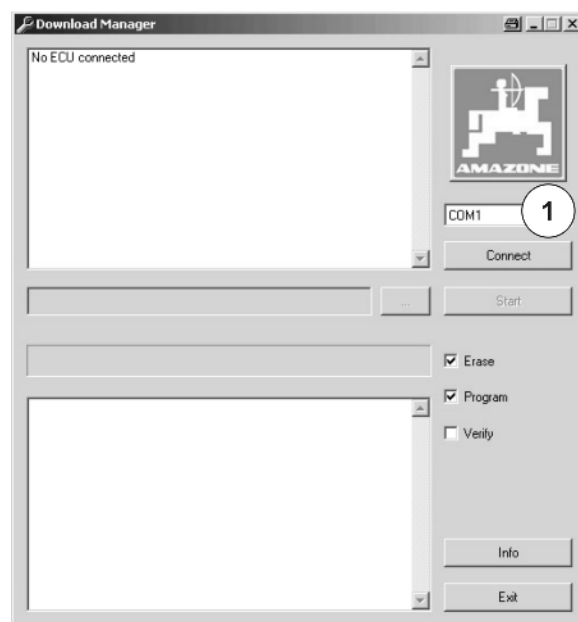 Download Manager
No ECU connected
AMAZONE
COM1
1
Connect
...
Start
Erase
Program
Verify
Info
Exit